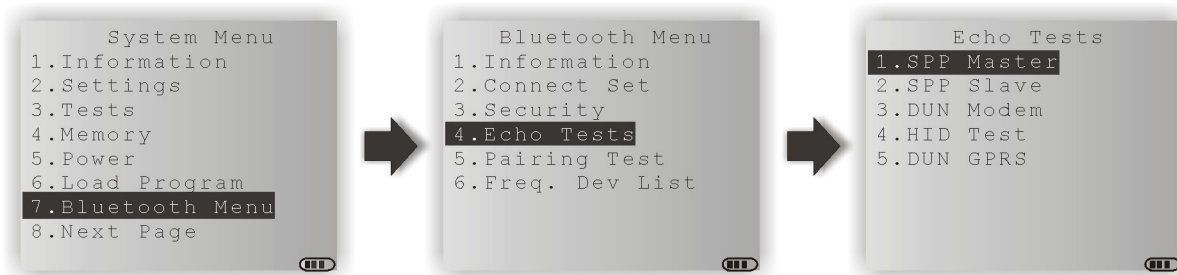 System Menu
1.Information
2.Settings
3.Tests
4.Memory
5.Power
6.Load Program
7.Bluetooth Menu
8.Next Page
Bluetooth Menu
1.Information
2.Connect Set
3.Security
4.Echo Tests
5.Pairing Test
6.Freq. Dev List
Echo Tests
1.SPP Master
2.SPP Slave
3.DUN Modem
4.HID Test
5.DUN GPRS